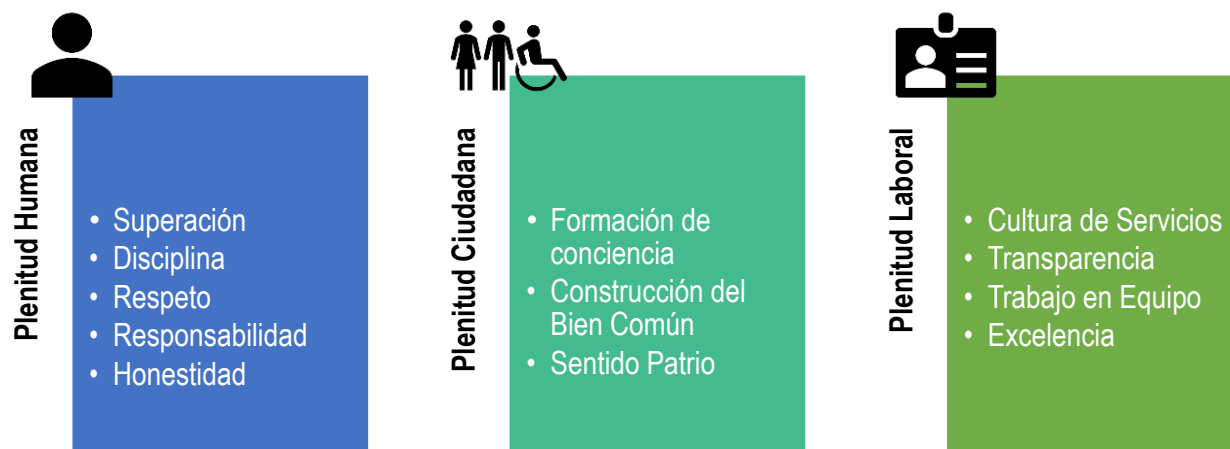 Plenitud Humana
• Superación
• Disciplina
• Respeto
• Responsabilidad
• Honestidad
Plenitud Ciudadana
• Formación de
conciencia
• Construcción del
Bien Común
• Sentido Patrio
Plenitud Laboral
• Cultura de Servicios
• Transparencia
• Trabajo en Equipo
• Excelencia